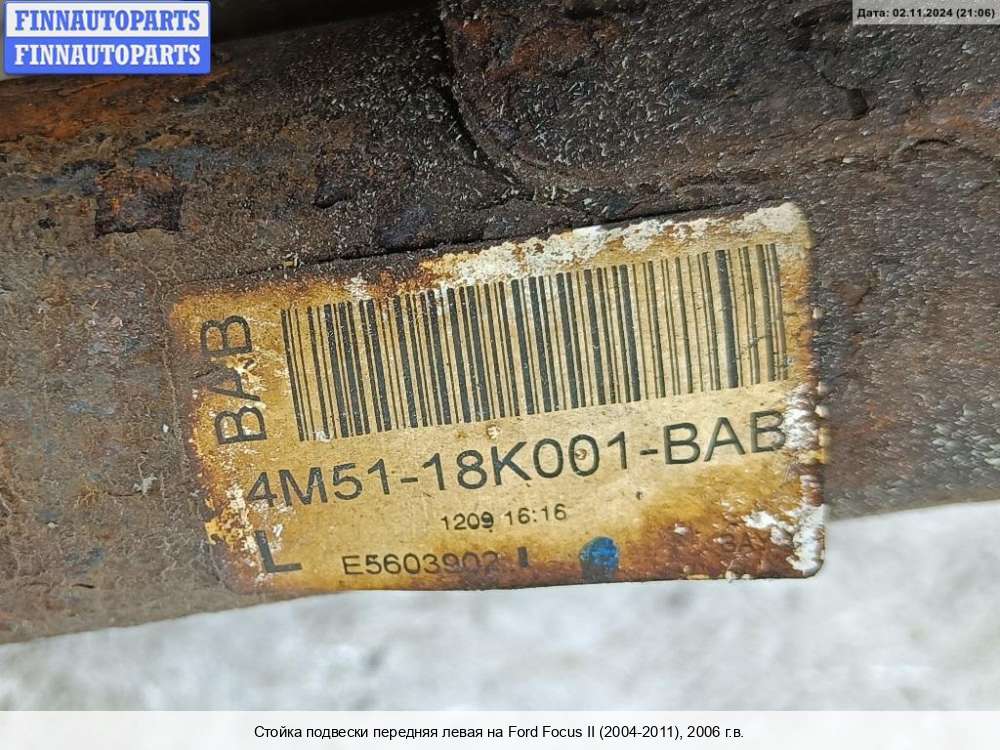 FINNAUTOPARTS
FINNAUTOPARTS
Дата: 02.11.2024 (21:06)
BAB
4M51-18K001-BAB
1209 16:16
L
E5603902
Стойка подвески передняя левая на Ford Focus II (2004-2011), 2006 г.в.